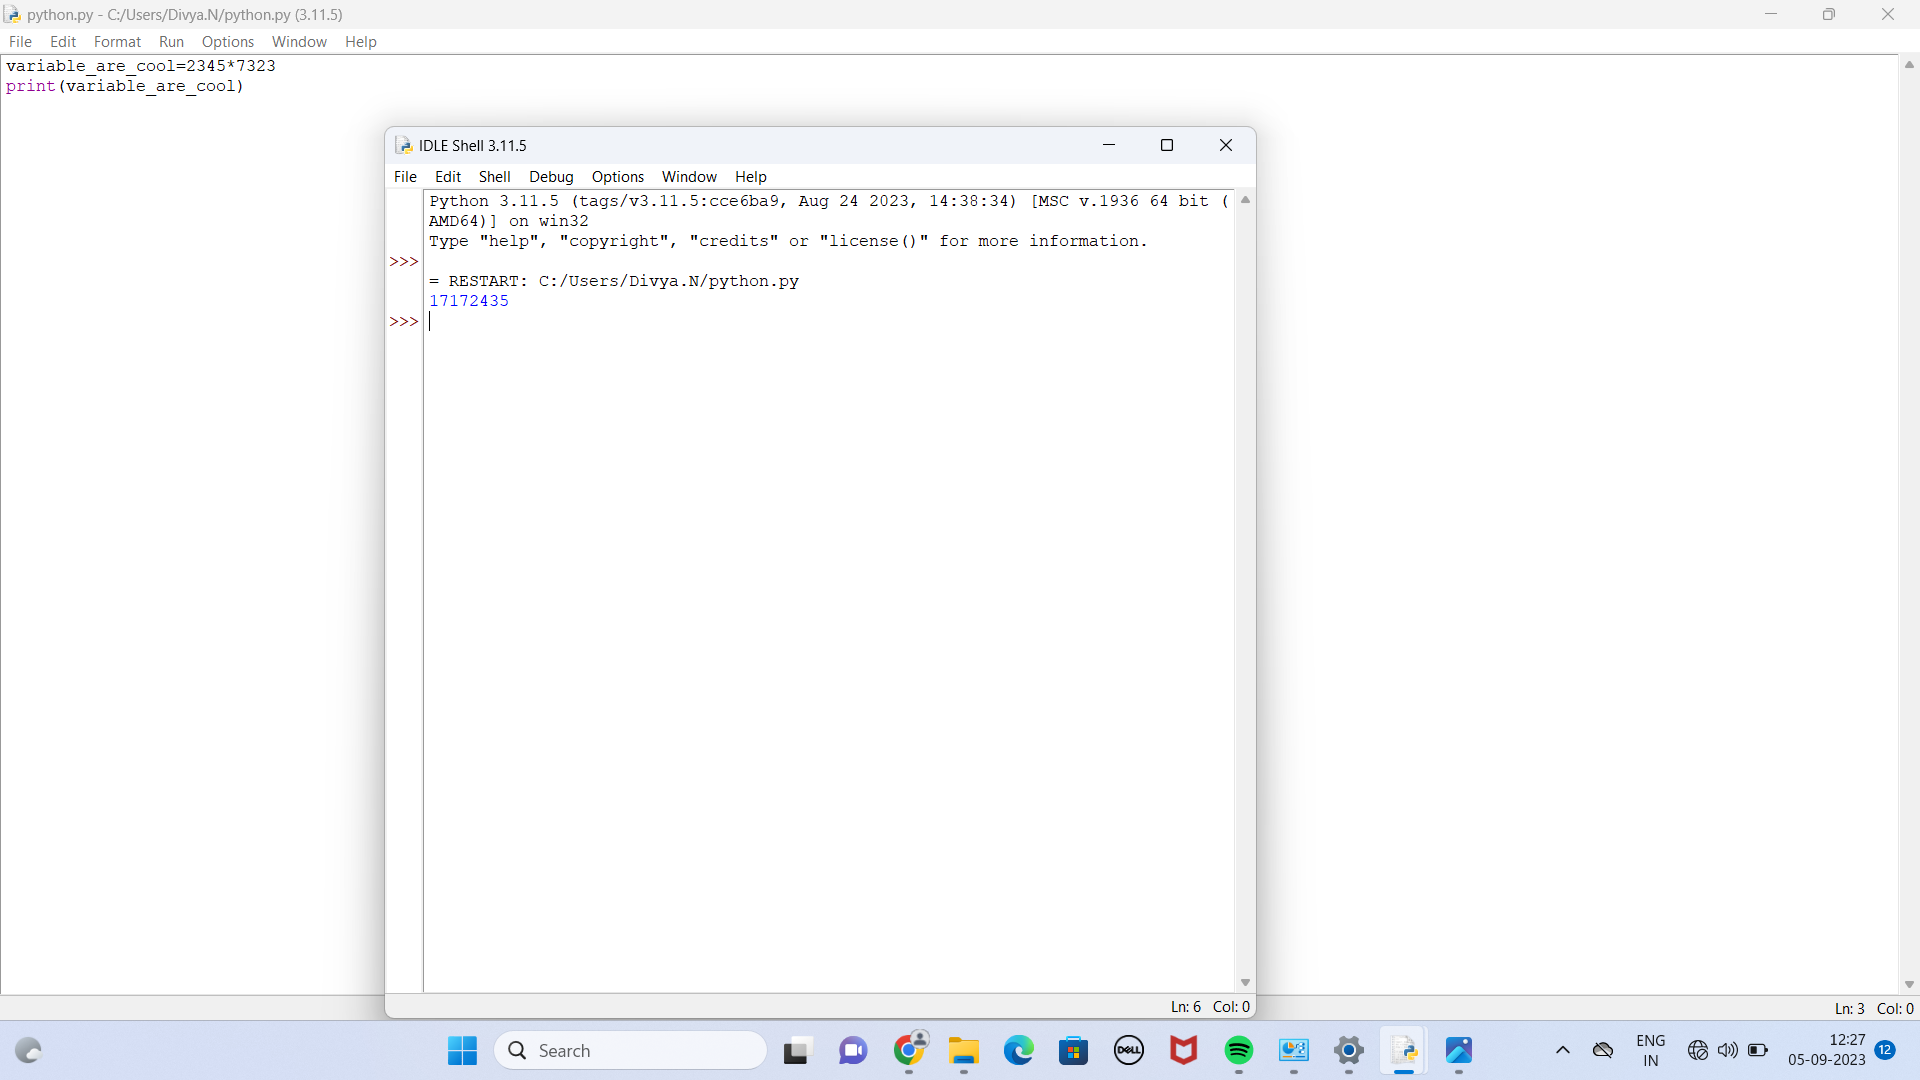 python.py - C:/Users/Divya.N/python.py (3.11.5)
File Edit Format Run Options Window Help
variable_are_cool=2345*7323
print(variable_are_cool)
IDLE Shell 3.11.5
File Edit Shell Debug Options Window Help
Python 3.11.5 (tags/v3.11.5:cce6ba9, Aug 24 2023, 14:38:34) [MSC v.1936 64 bit (
AMD64)] on win32
Type "help", "copyright", "credits" or "license()" for more information.
>>>
= RESTART: C:/Users/Divya.N/python.py
17172435
>>>
Ln: 6 Col: 0
Ln: 3 Col: 0
Search
DELL
ENG
IN
12:27
05-09-2023
12